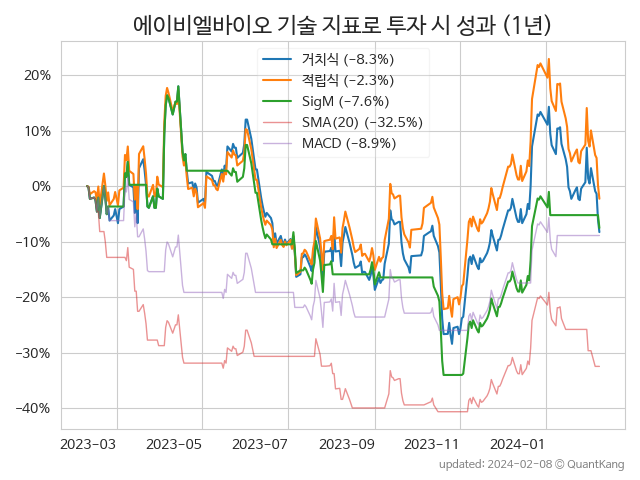 에이비엘바이오 기술 지표로 투자 시 성과 (1년)
거치식 (−8.3%)
적립식 (−2.3%)
SigM (−7.6%)
SMA(20) (−32.5%)
MACD (−8.9%)
20%
10%
0%
−10%
−20%
−30%
−40%
2023-03 2023-05 2023-07 2023-09 2023-11 2024-01
updated: 2024-02-08 © QuantKang